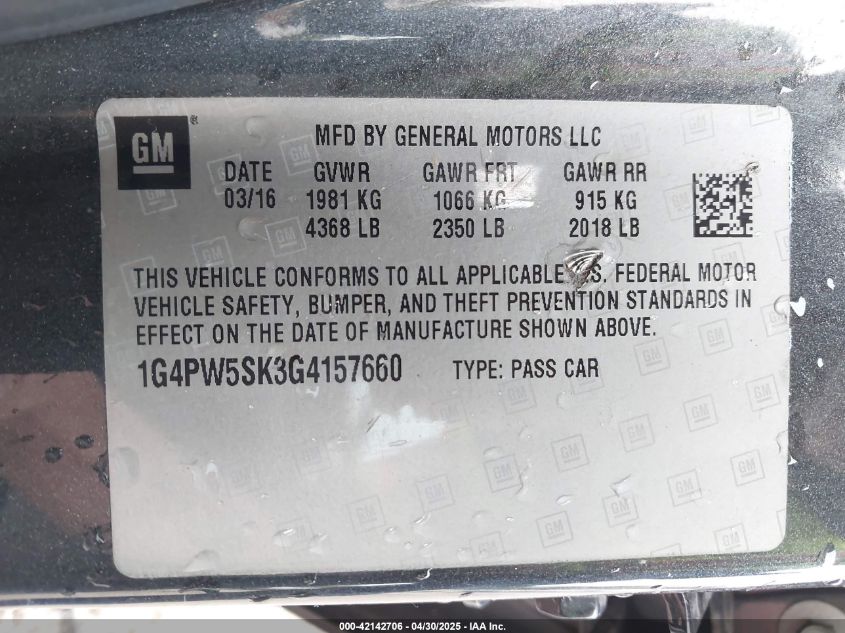 GM ®
MFD BY GENERAL MOTORS LLC
DATE GVWR GAWR FRT GAWR RR
03/16 1981 KG 1066 KG 915 KG
4368 LB 2350 LB 2018 LB
THIS VEHICLE CONFORMS TO ALL APPLICABLE S. FEDERAL MOTOR
VEHICLE SAFETY, BUMPER, AND THEFT PREVENTION STANDARDS IN
EFFECT ON THE DATE OF MANUFACTURE SHOWN ABOVE.
1G4PW5SK3G4157660 TYPE: PASS CAR
000-42142706 - 04/30/2025 - IAA Inc.